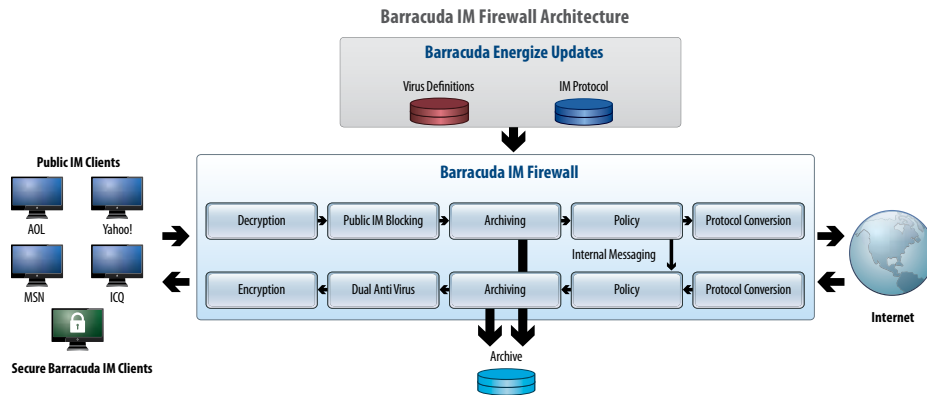 Barracuda IM Firewall Architecture
Barracuda Energize Updates
Virus Definitions
IM Protocol
Public IM Clients
AOL
Yahoo!
MSN
ICQ
Secure Barracuda IM Clients
Barracuda IM Firewall
Decryption
Public IM Blocking
Archiving
Policy
Protocol Conversion
Internal Messaging
Encryption
Dual Anti Virus
Archiving
Policy
Protocol Conversion
Internet
Archive